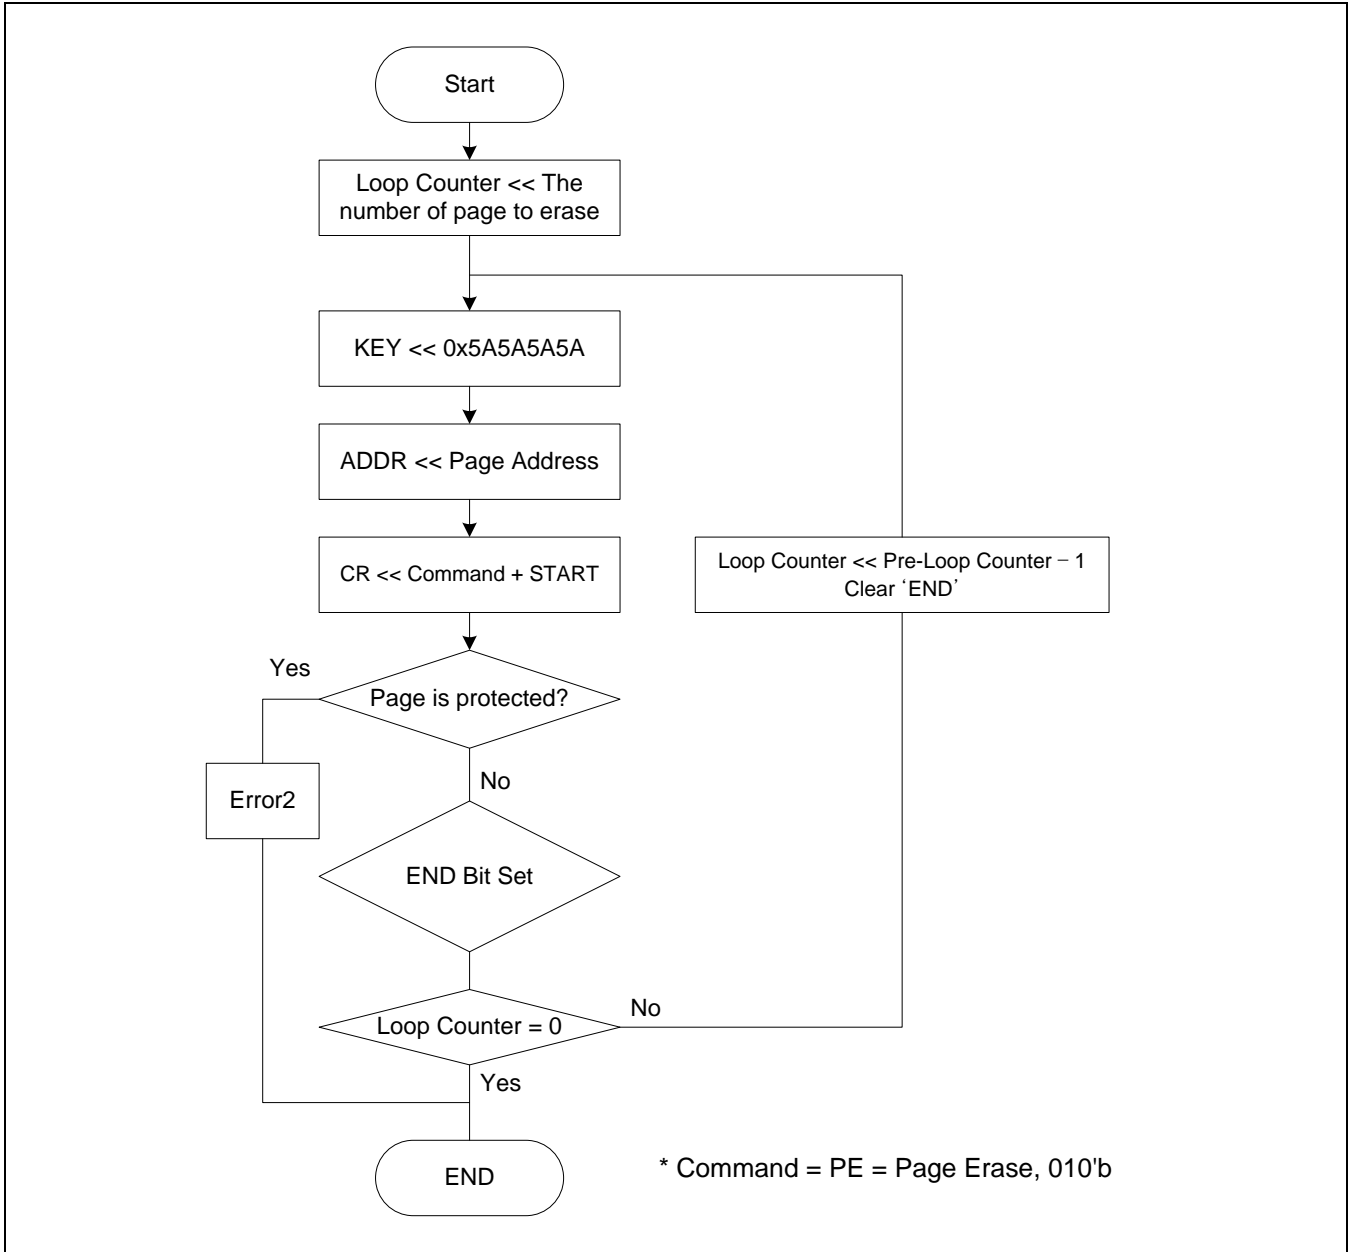 Start
Loop Counter << The
number of page to erase
KEY << 0x5A5A5A5A
ADDR << Page Address
CR << Command + START
Loop Counter << Pre-Loop Counter – 1
Clear ‘END’
Yes
Page is protected?
No
Error2
END Bit Set
Loop Counter = 0
No
Yes
END
* Command = PE = Page Erase, 010'b